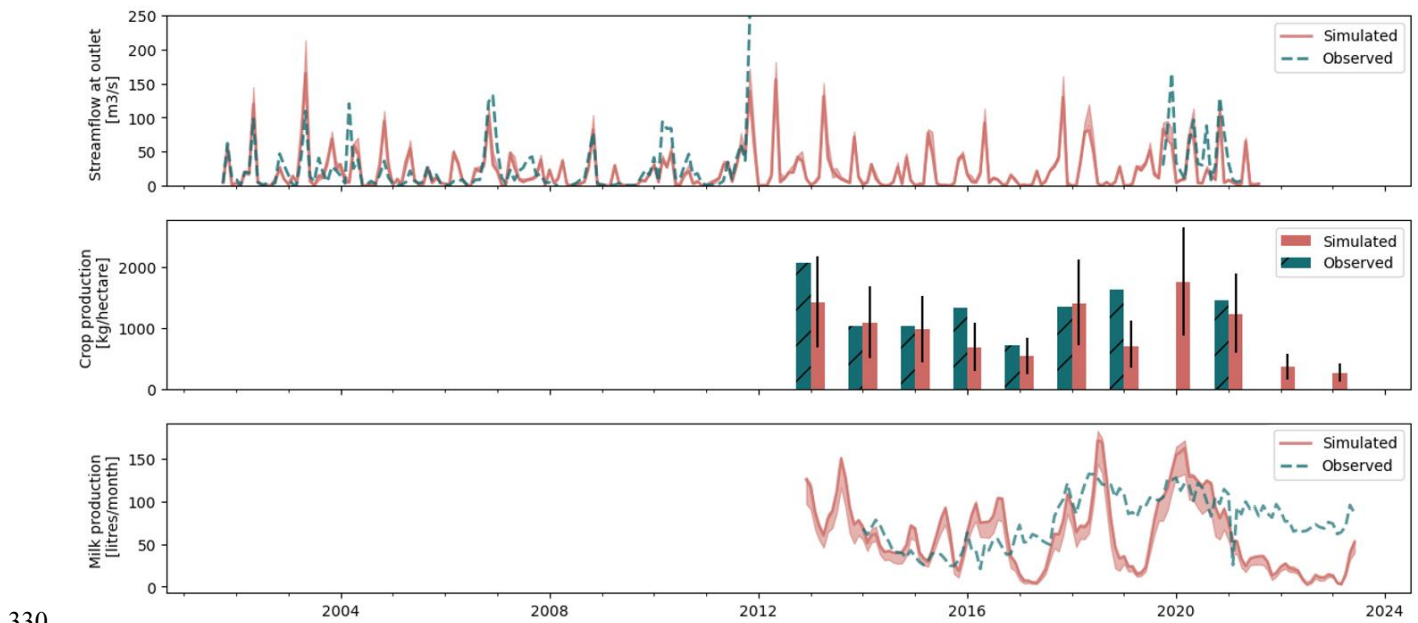 250
200
150
100
50
0
Streamflow at outlet
[m3/s]
Simulated
Observed
2000
1000
0
Crop production
[kg/hectare]
Simulated
Observed
150
100
50
0
Milk production
[litres/month]
Simulated
Observed
2004 2008 2012 2016 2020 2024
330